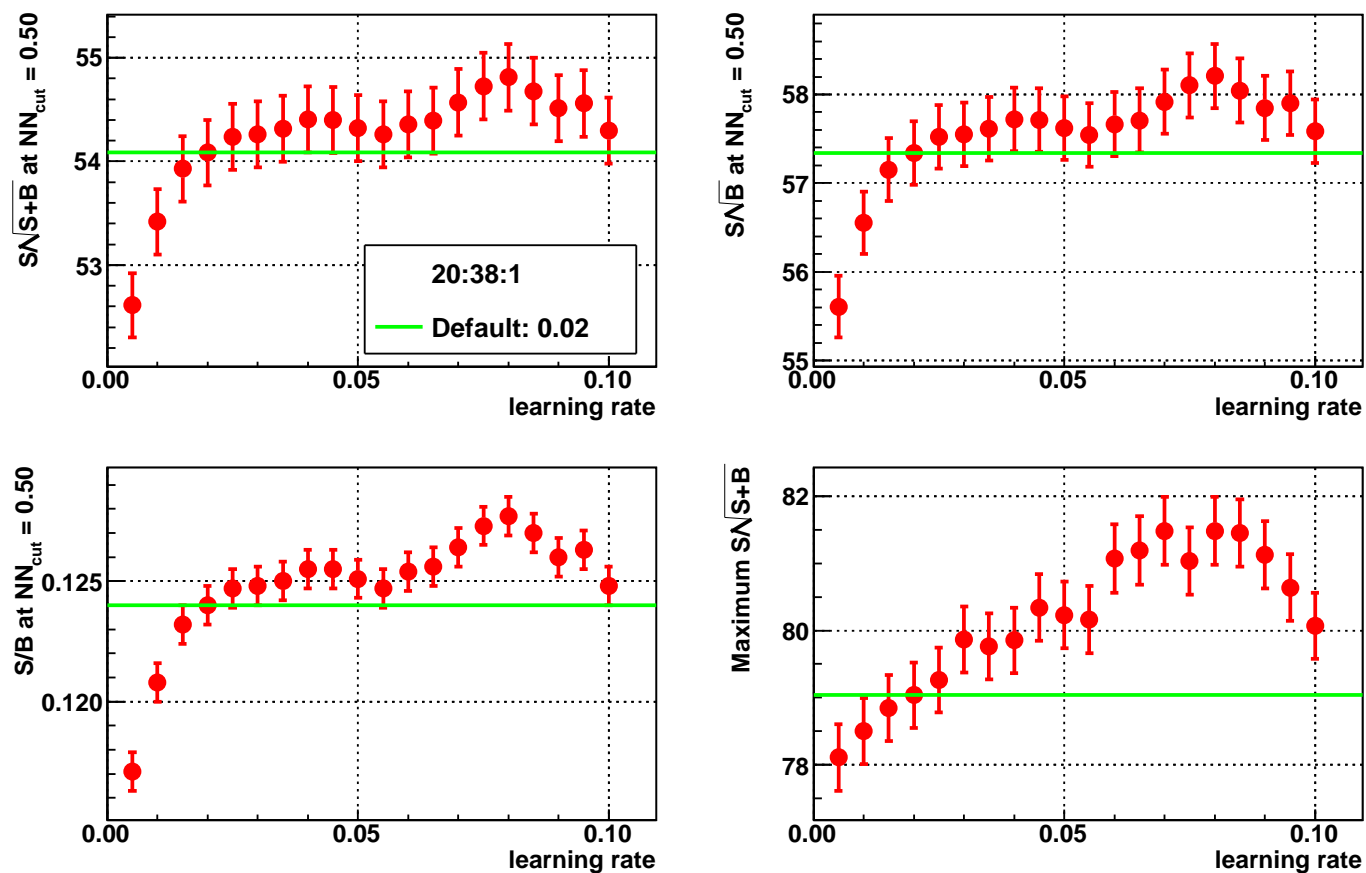 S/√S+B at NN_cut = 0.50
55
54
53
20:38:1
Default: 0.02
0.00 0.05 0.10
learning rate
S/√B at NN_cut = 0.50
58
57
56
55
0.00 0.05 0.10
learning rate
S/B at NN_cut = 0.50
0.125
0.120
0.00 0.05 0.10
learning rate
Maximum S/√S+B
82
80
78
0.00 0.05 0.10
learning rate